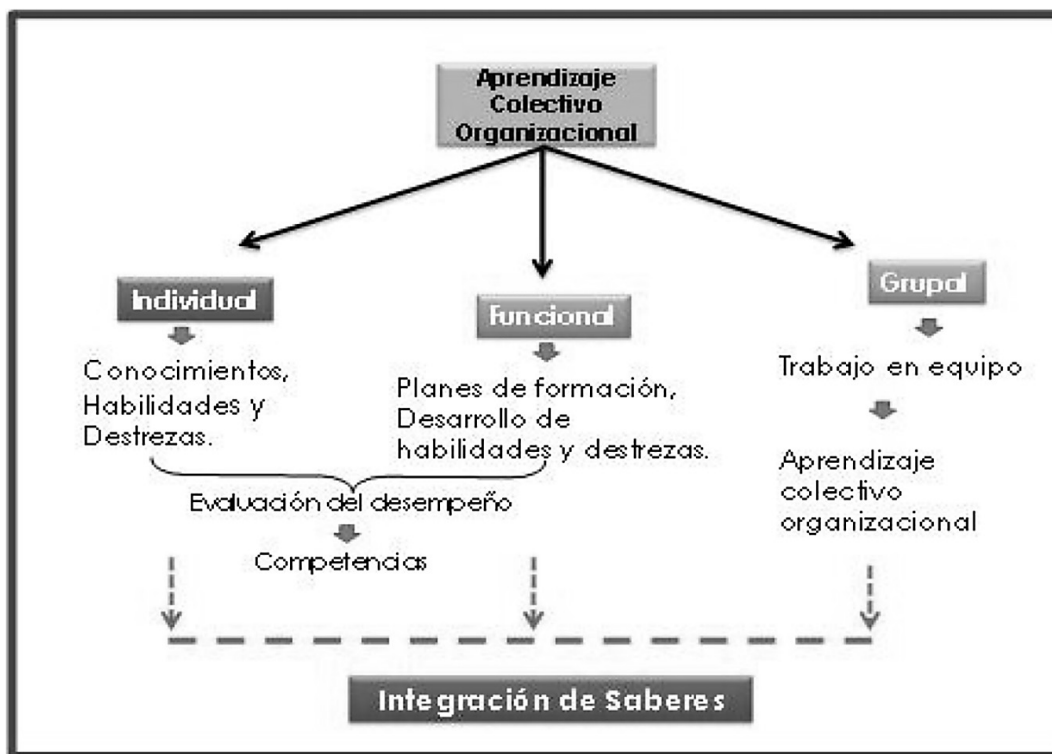 Aprendizaje
Colectivo
Organizacional
Individual
Funcional
Grupal
Conocimientos,
Habilidades y
Destrezas.
Planes de formación,
Desarrollo de
habilidades y destrezas.
Trabajo en equipo
Aprendizaje
colectivo
organizacional
Evaluación del desempeño
Competencias
Integración de Saberes